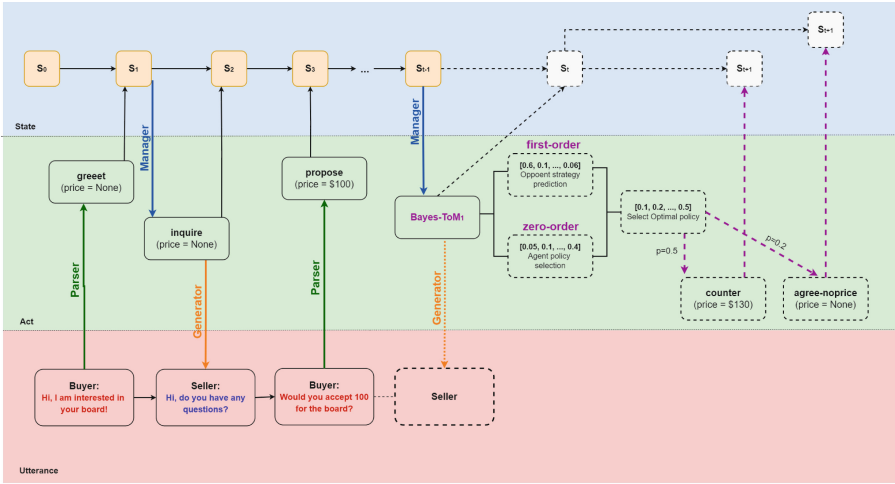 S₀
S₁
S₂
S₃
...
Sₜ₋₁
Sₜ
Sₜ₊₁
Sₜ₊₁
State
Manager
Manager
greeet
(price = None)
inquire
(price = None)
propose
(price = $100)
Bayes-ToM₁
first-order
[0.6, 0.1, ..., 0.06]
Oppoent strategy
prediction
zero-order
[0.05, 0.1, ..., 0.4]
Agent policy
selection
[0.1, 0.2, ..., 0.5]
Select Optimal policy
p=0.5
p=0.2
counter
(price = $130)
agree-noprice
(price = None)
Parser
Generator
Parser
Generator
Act
Buyer:
Hi, I am interested in
your board!
Seller:
Hi, do you have any
questions?
Buyer:
Would you accept 100
for the board?
Seller
Utterance